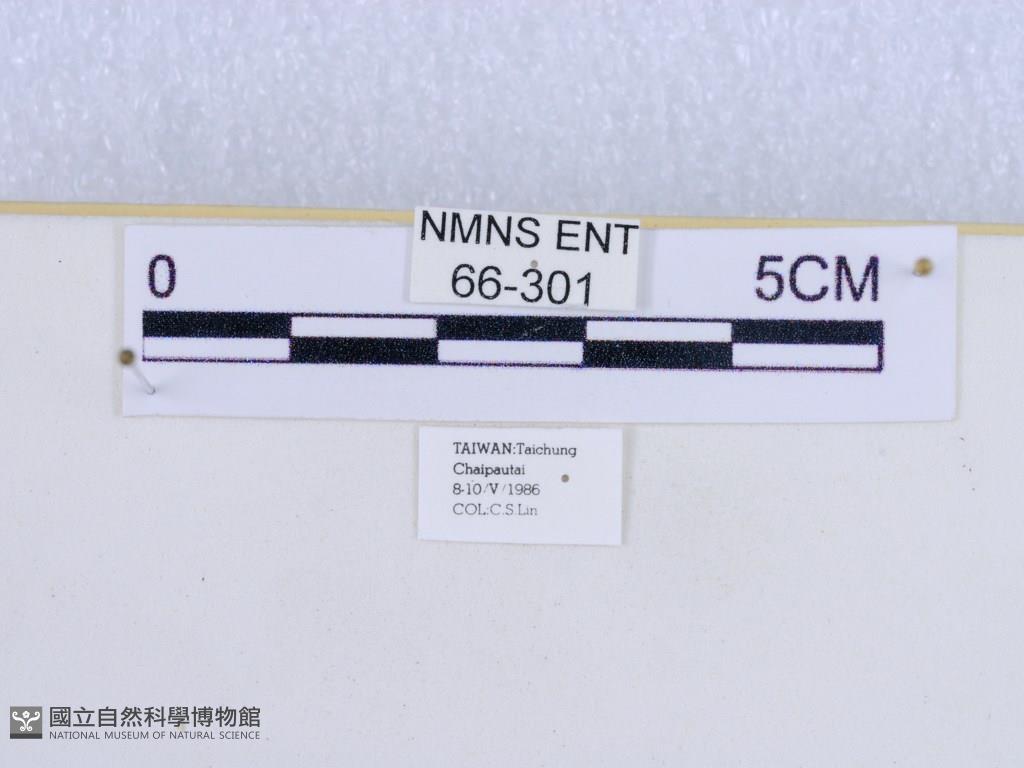 NMNS ENT
66-301
0
5CM
TAIWAN:Taichung
Chaipautai
8-10/V/1986
COL:C.S.Lin
國立自然科學博物館
NATIONAL MUSEUM OF NATURAL SCIENCE